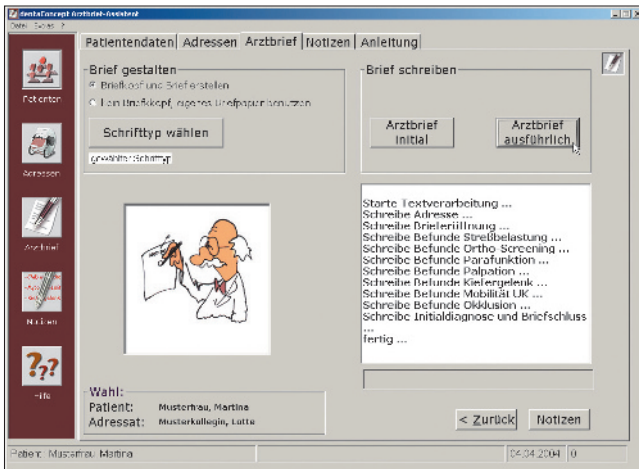 dentaConcept Arztbrief-Assistent
Datei Extras ?
Patientendaten Adressen Arztbrief Notizen Anleitung
Brief gestalten
Briefkopf und Brief erstellen
kein Briefkopf, eigenes Briefpapier benutzen
Schrifttyp wählen
gewählter Schrifttyp
Brief schreiben
Arztbrief
initial
Arztbrief
ausführlich
Patienten
Adressen
Arztbrief
Notizen
Hilfe
Starte Textverarbeitung ...
Schreibe Adresse ...
Schreibe Brieferöffnung ...
Schreibe Befunde Streßbelastung ...
Schreibe Befunde Ortho-Screening ...
Schreibe Befunde Parafunktion ...
Schreibe Befunde Palpation ...
Schreibe Befunde Kiefergelenk ...
Schreibe Befunde Mobilität UK ...
Schreibe Befunde Okklusion ...
Schreibe Initialdiagnose und Briefschluss
...
fertig ...
Wahl:
Patient: Musterfrau, Martina
Adressat: Musterkollegin, Lotte
< Zurück Notizen
Patient: Musterfrau, Martina 04.04.2004 0